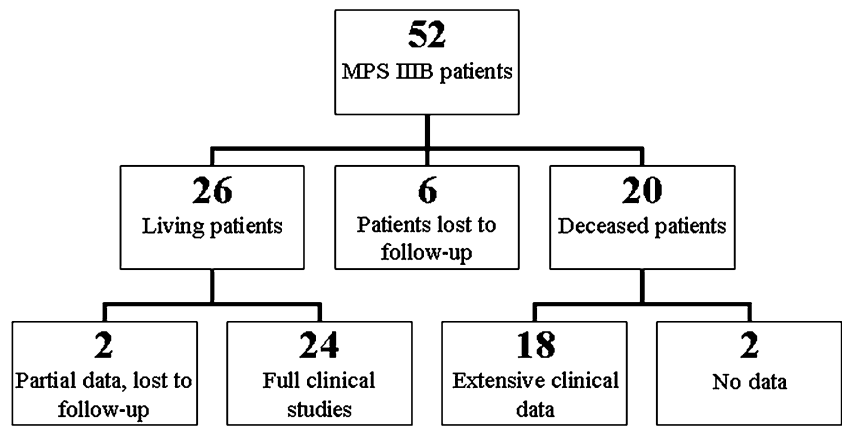 52
MPS IIIB patients
26
Living patients
6
Patients lost to
follow-up
20
Deceased patients
2
Partial data, lost to
follow-up
24
Full clinical
studies
18
Extensive clinical
data
2
No data